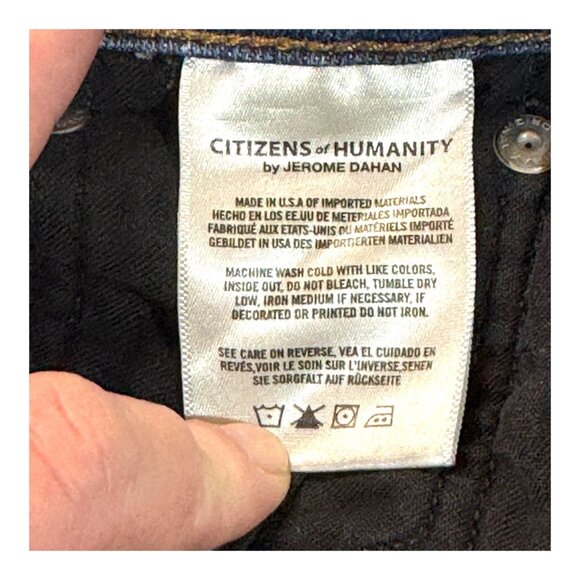 CITIZENS of HUMANITY
by JEROME DAHAN
MADE IN U.S.A OF IMPORTED MATERIALS
HECHO EN LOS EE.UU DE METERIALES IMPORTADA
FABRIQUÉ AUX ETATS-UNIS DU MATÉRIELS IMPORTÉ
GEBILDET IN USA DES IMPORTIERTEN MATERIALIEN
MACHINE WASH COLD WITH LIKE COLORS,
INSIDE OUT, DO NOT BLEACH, TUMBLE DRY
LOW, IRON MEDIUM IF NECESSARY, IF
DECORATED OR PRINTED DO NOT IRON.
SEE CARE ON REVERSE, VEA EL CUIDADO EN
REVÉS,VOIR LE SOIN SUR L'INVERSE,SEHEN
SIE SORGFALT AUF RÜCKSEITE